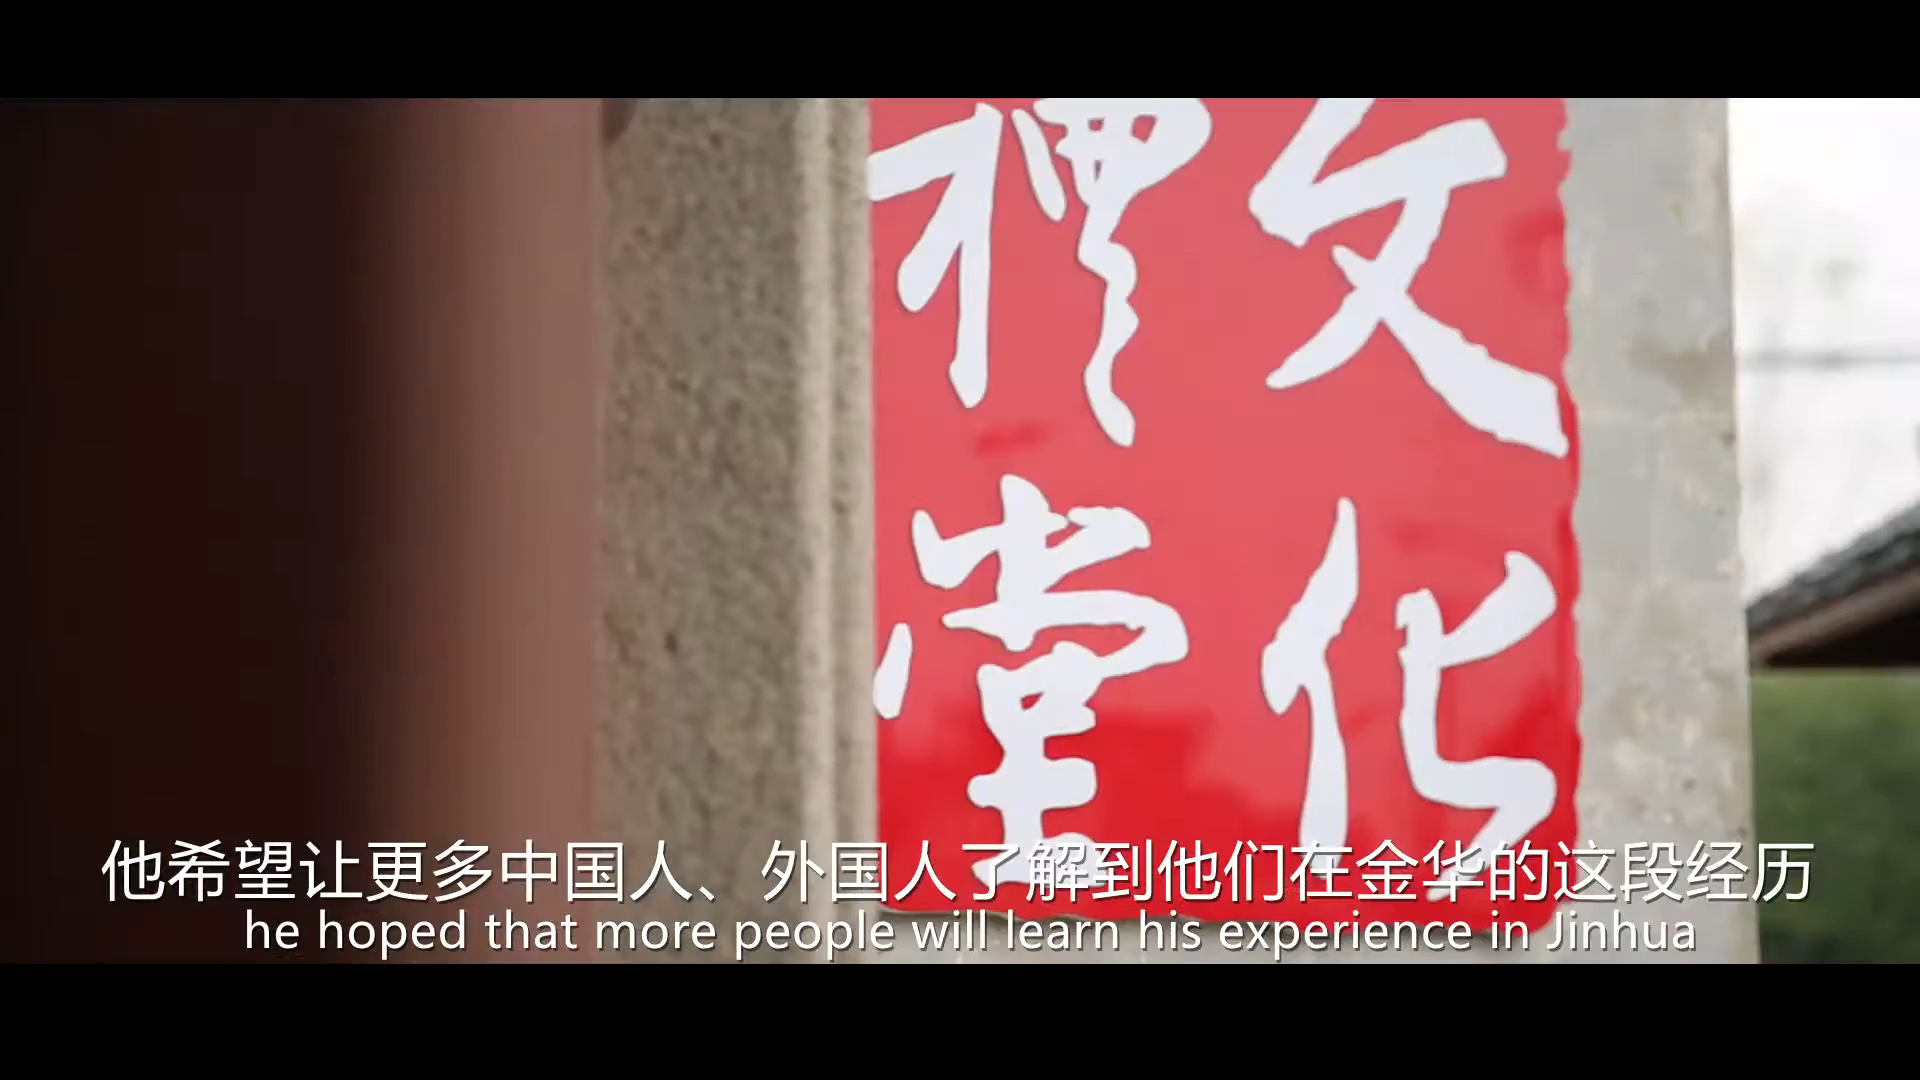 文化
禮堂
他希望让更多中国人、外国人了解到他们在金华的这段经历
he hoped that more people will learn his experience in Jinhua